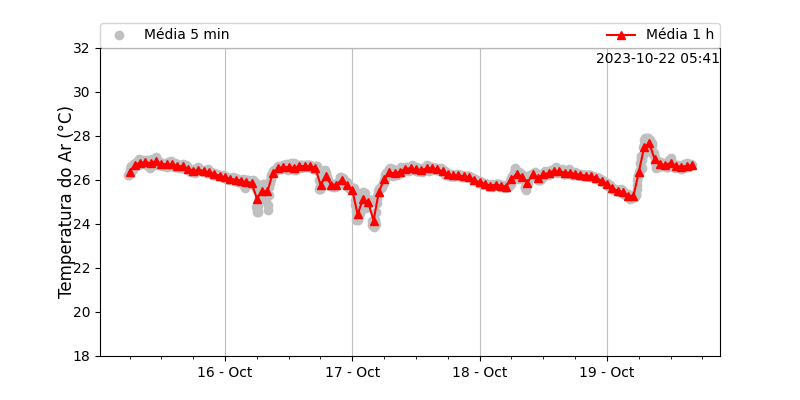 Média 5 min
Média 1 h
2023-10-22 05:41
Temperatura do Ar (°C)
32
30
28
26
24
22
20
18
16 - Oct
17 - Oct
18 - Oct
19 - Oct